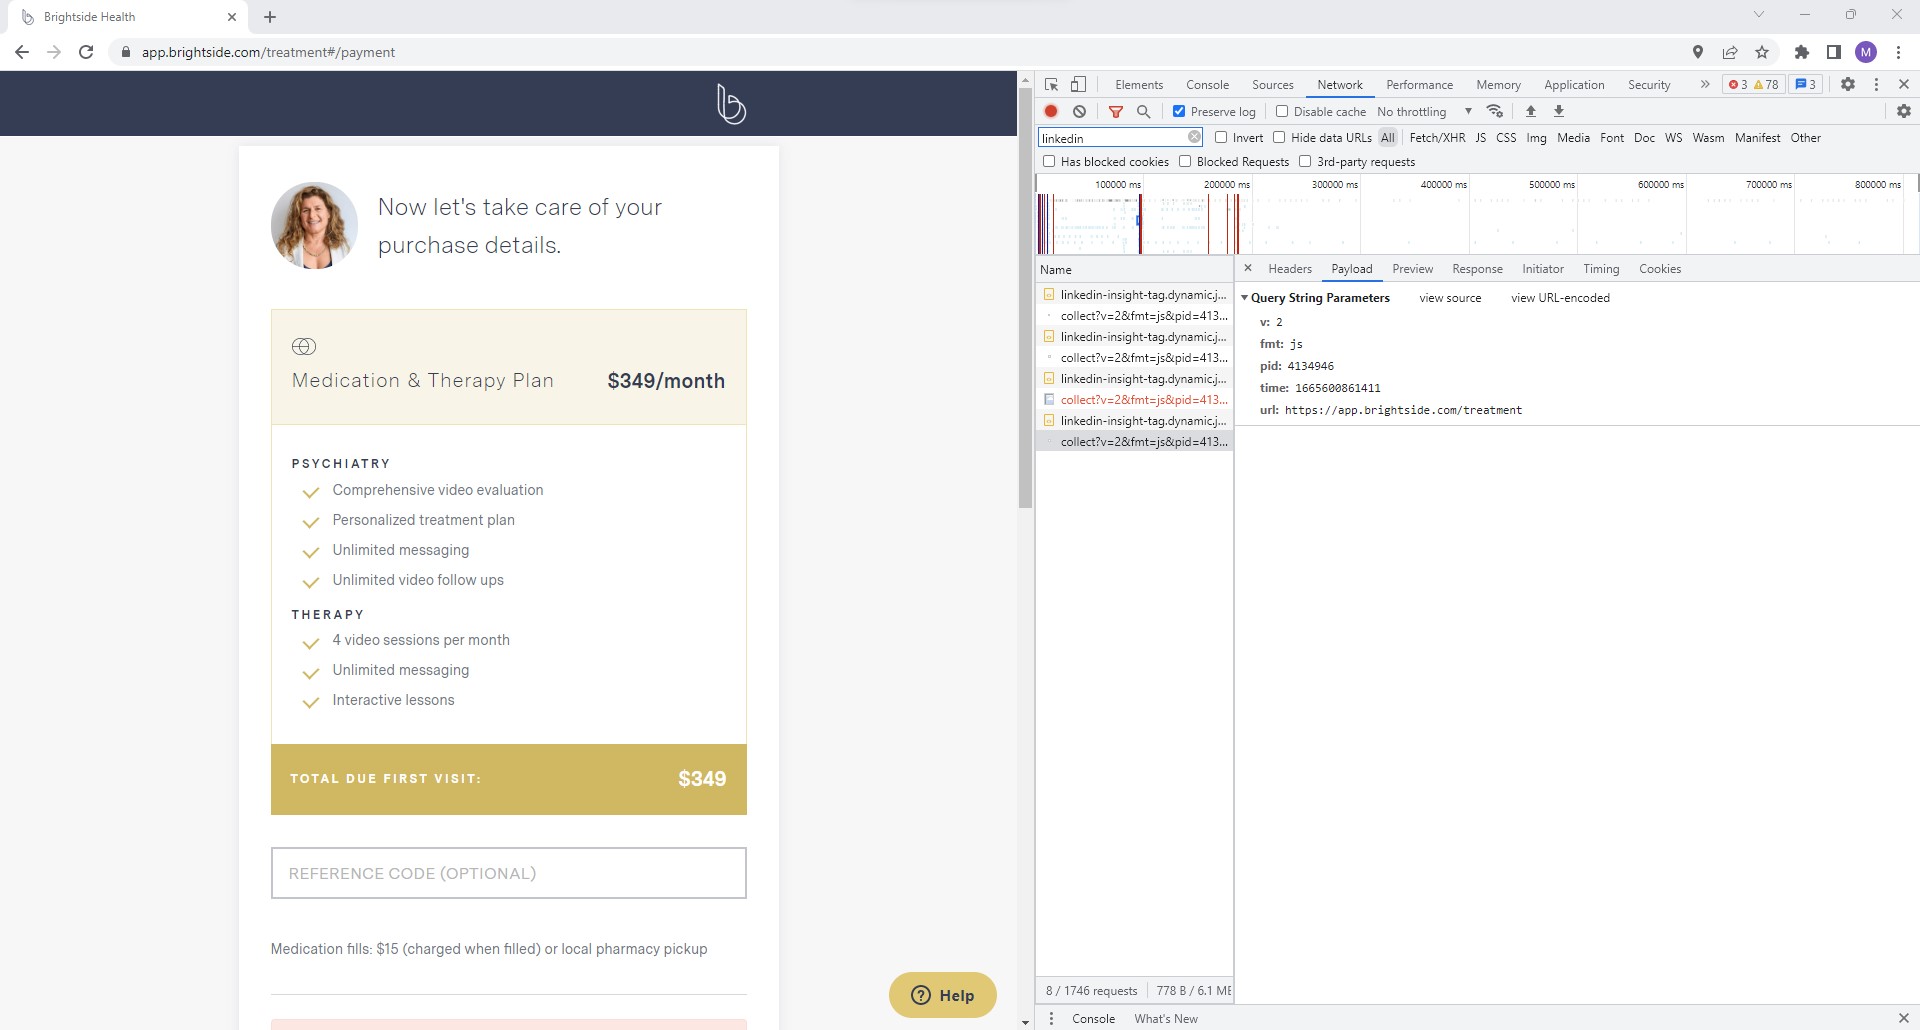 Brightside Health
app.brightside.com/treatment#/payment
M
Now let's take care of your
purchase details.
Medication & Therapy Plan $349/month
PSYCHIATRY
Comprehensive video evaluation
Personalized treatment plan
Unlimited messaging
Unlimited video follow ups
THERAPY
4 video sessions per month
Unlimited messaging
Interactive lessons
TOTAL DUE FIRST VISIT: $349
REFERENCE CODE (OPTIONAL)
Medication fills: $15 (charged when filled) or local pharmacy pickup
Help
Elements Console Sources Network Performance Memory Application Security 3 78 3
Preserve log Disable cache No throttling
linkedin Invert Hide data URLs All Fetch/XHR JS CSS Img Media Font Doc WS Wasm Manifest Other
Has blocked cookies Blocked Requests 3rd-party requests
100000 ms 200000 ms 300000 ms 400000 ms 500000 ms 600000 ms 700000 ms 800000 ms
Name
linkedin-insight-tag.dynamic.j...
collect?v=2&fmt=js&pid=413...
linkedin-insight-tag.dynamic.j...
collect?v=2&fmt=js&pid=413...
linkedin-insight-tag.dynamic.j...
collect?v=2&fmt=js&pid=413...
linkedin-insight-tag.dynamic.j...
collect?v=2&fmt=js&pid=413...
Headers Payload Preview Response Initiator Timing Cookies
Query String Parameters view source view URL-encoded
v: 2
fmt: js
pid: 4134946
time: 1665600861411
url: https://app.brightside.com/treatment
8 / 1746 requests 778 B / 6.1 ME
Console What's New